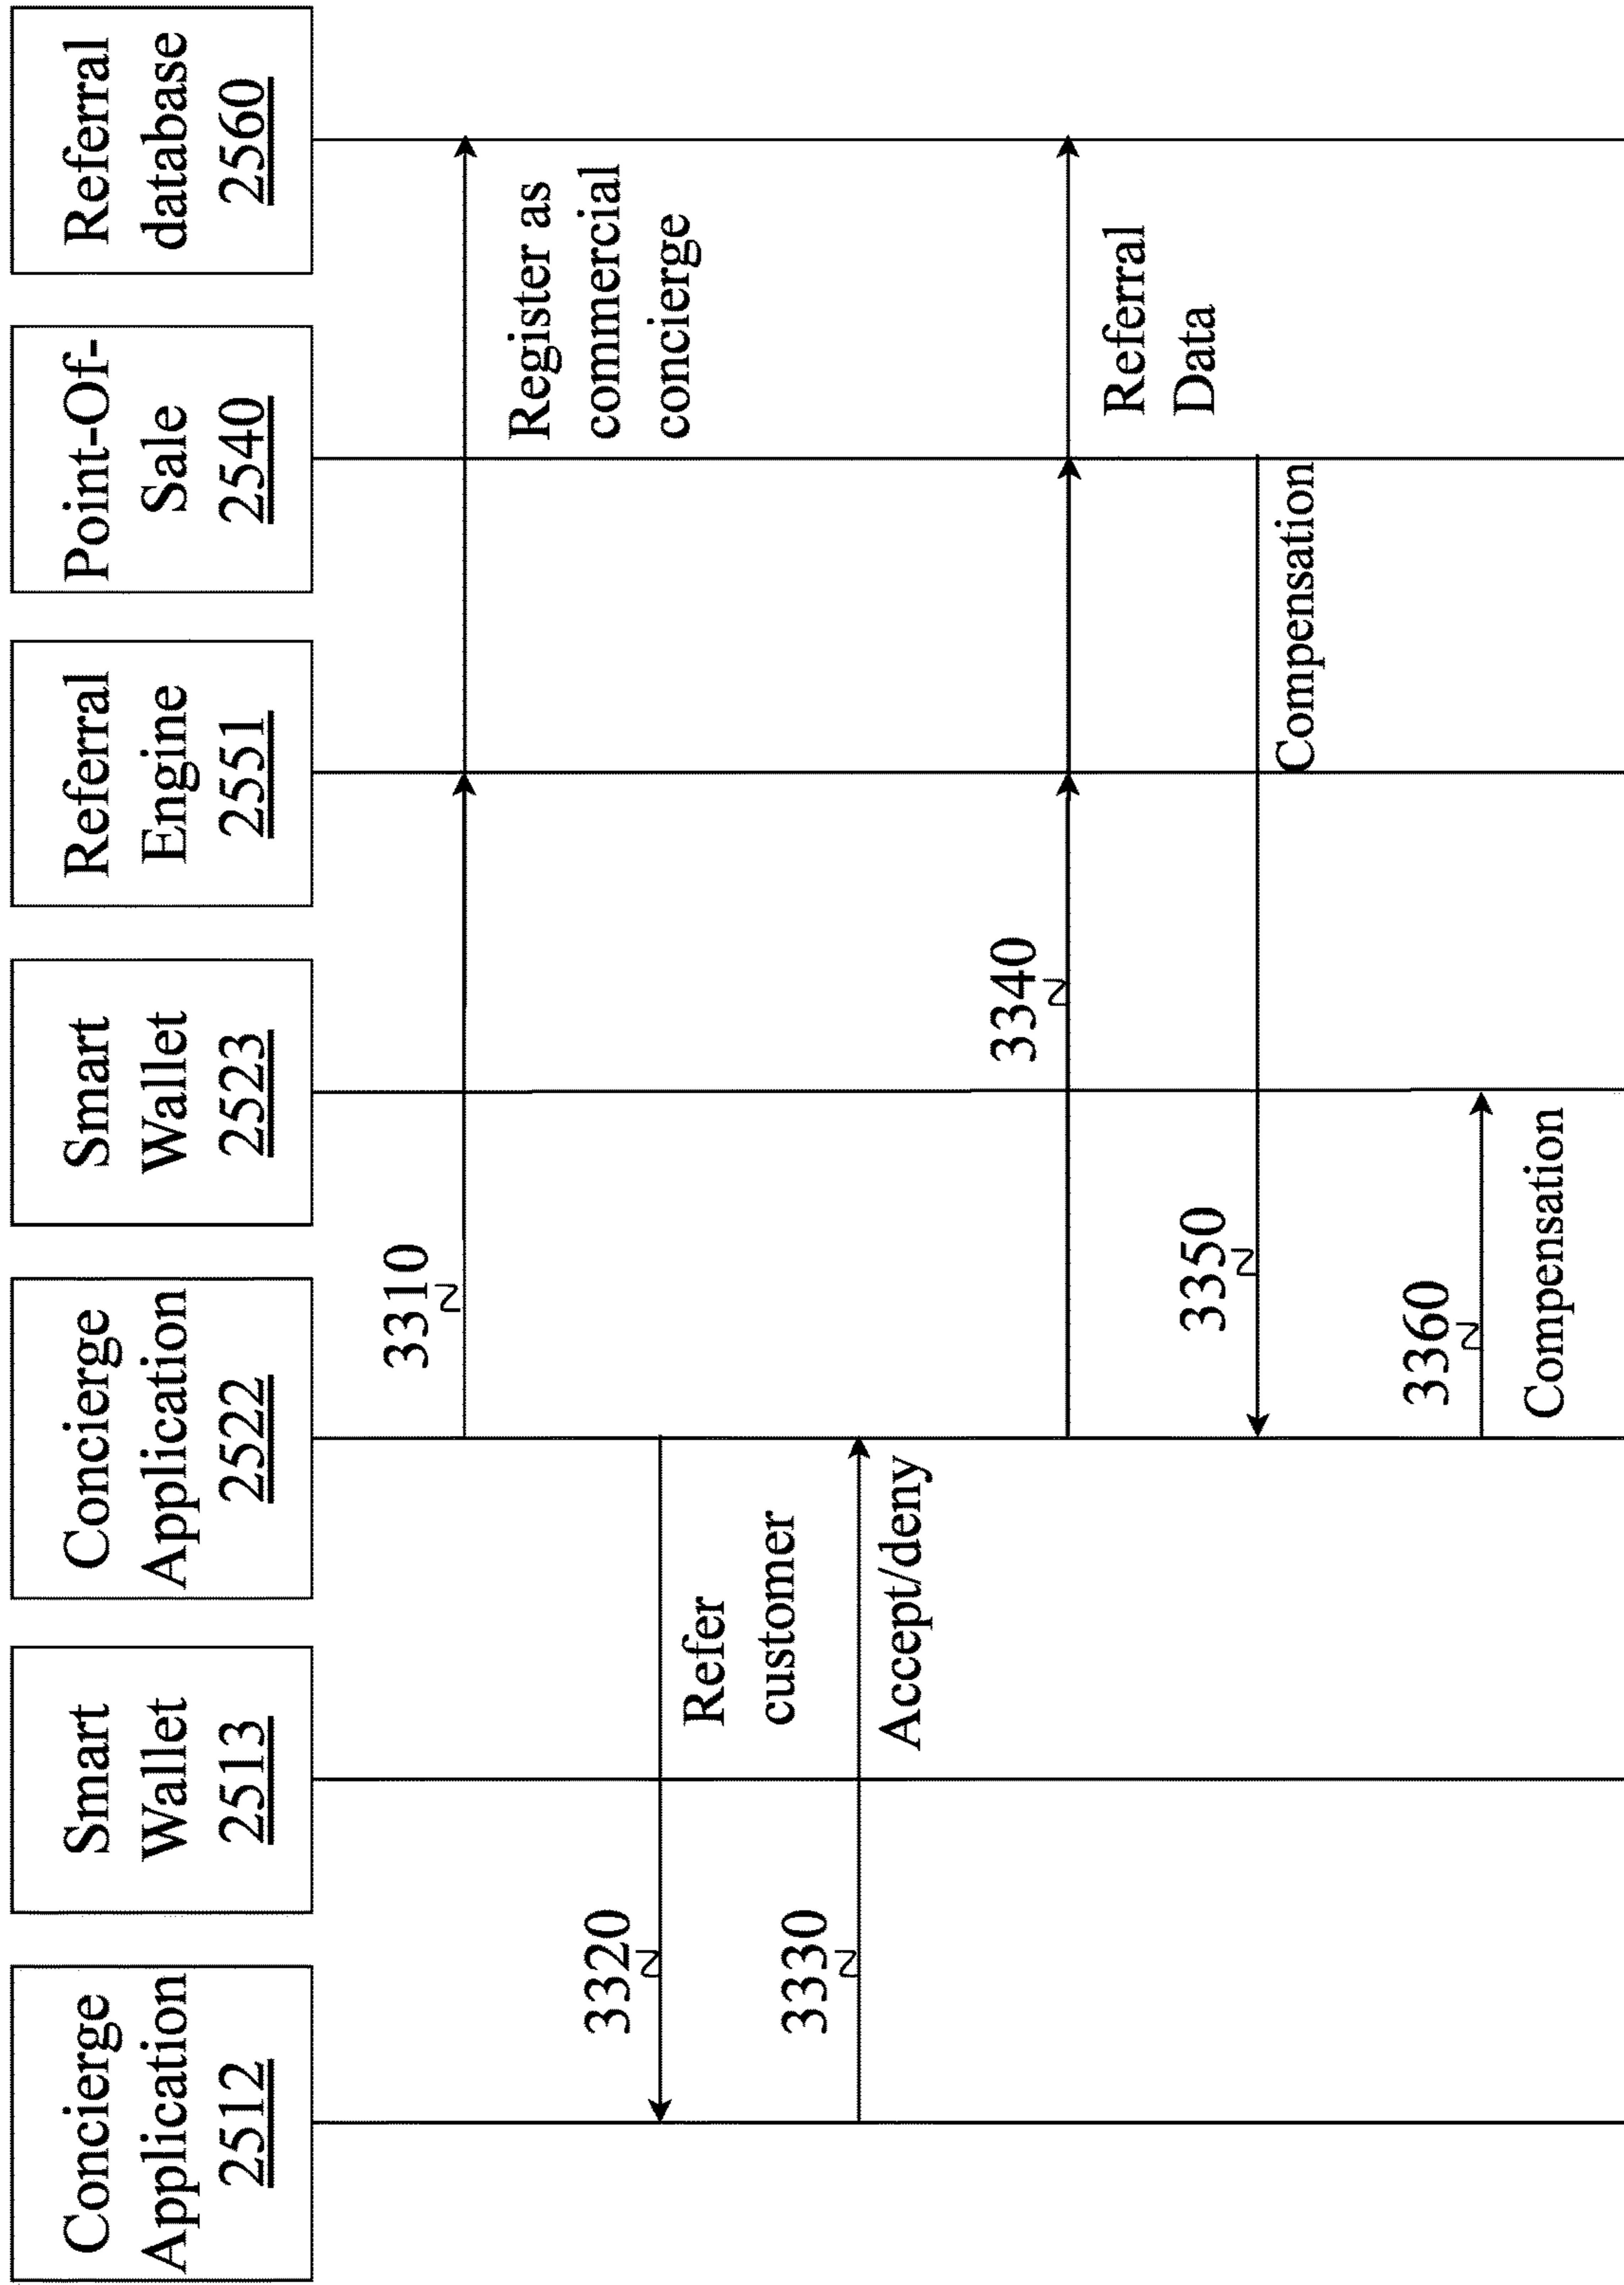 Concierge
Application
2512
Smart
Wallet
2513
Concierge
Application
2522
Smart
Wallet
2523
Referral
Engine
2551
Point-Of-
Sale
2540
Referral
database
2560
3310
Register as
commercial
concierge
3320
Refer
customer
3330
Accept/deny
3340
Referral
Data
3350
Compensation
3360
Compensation